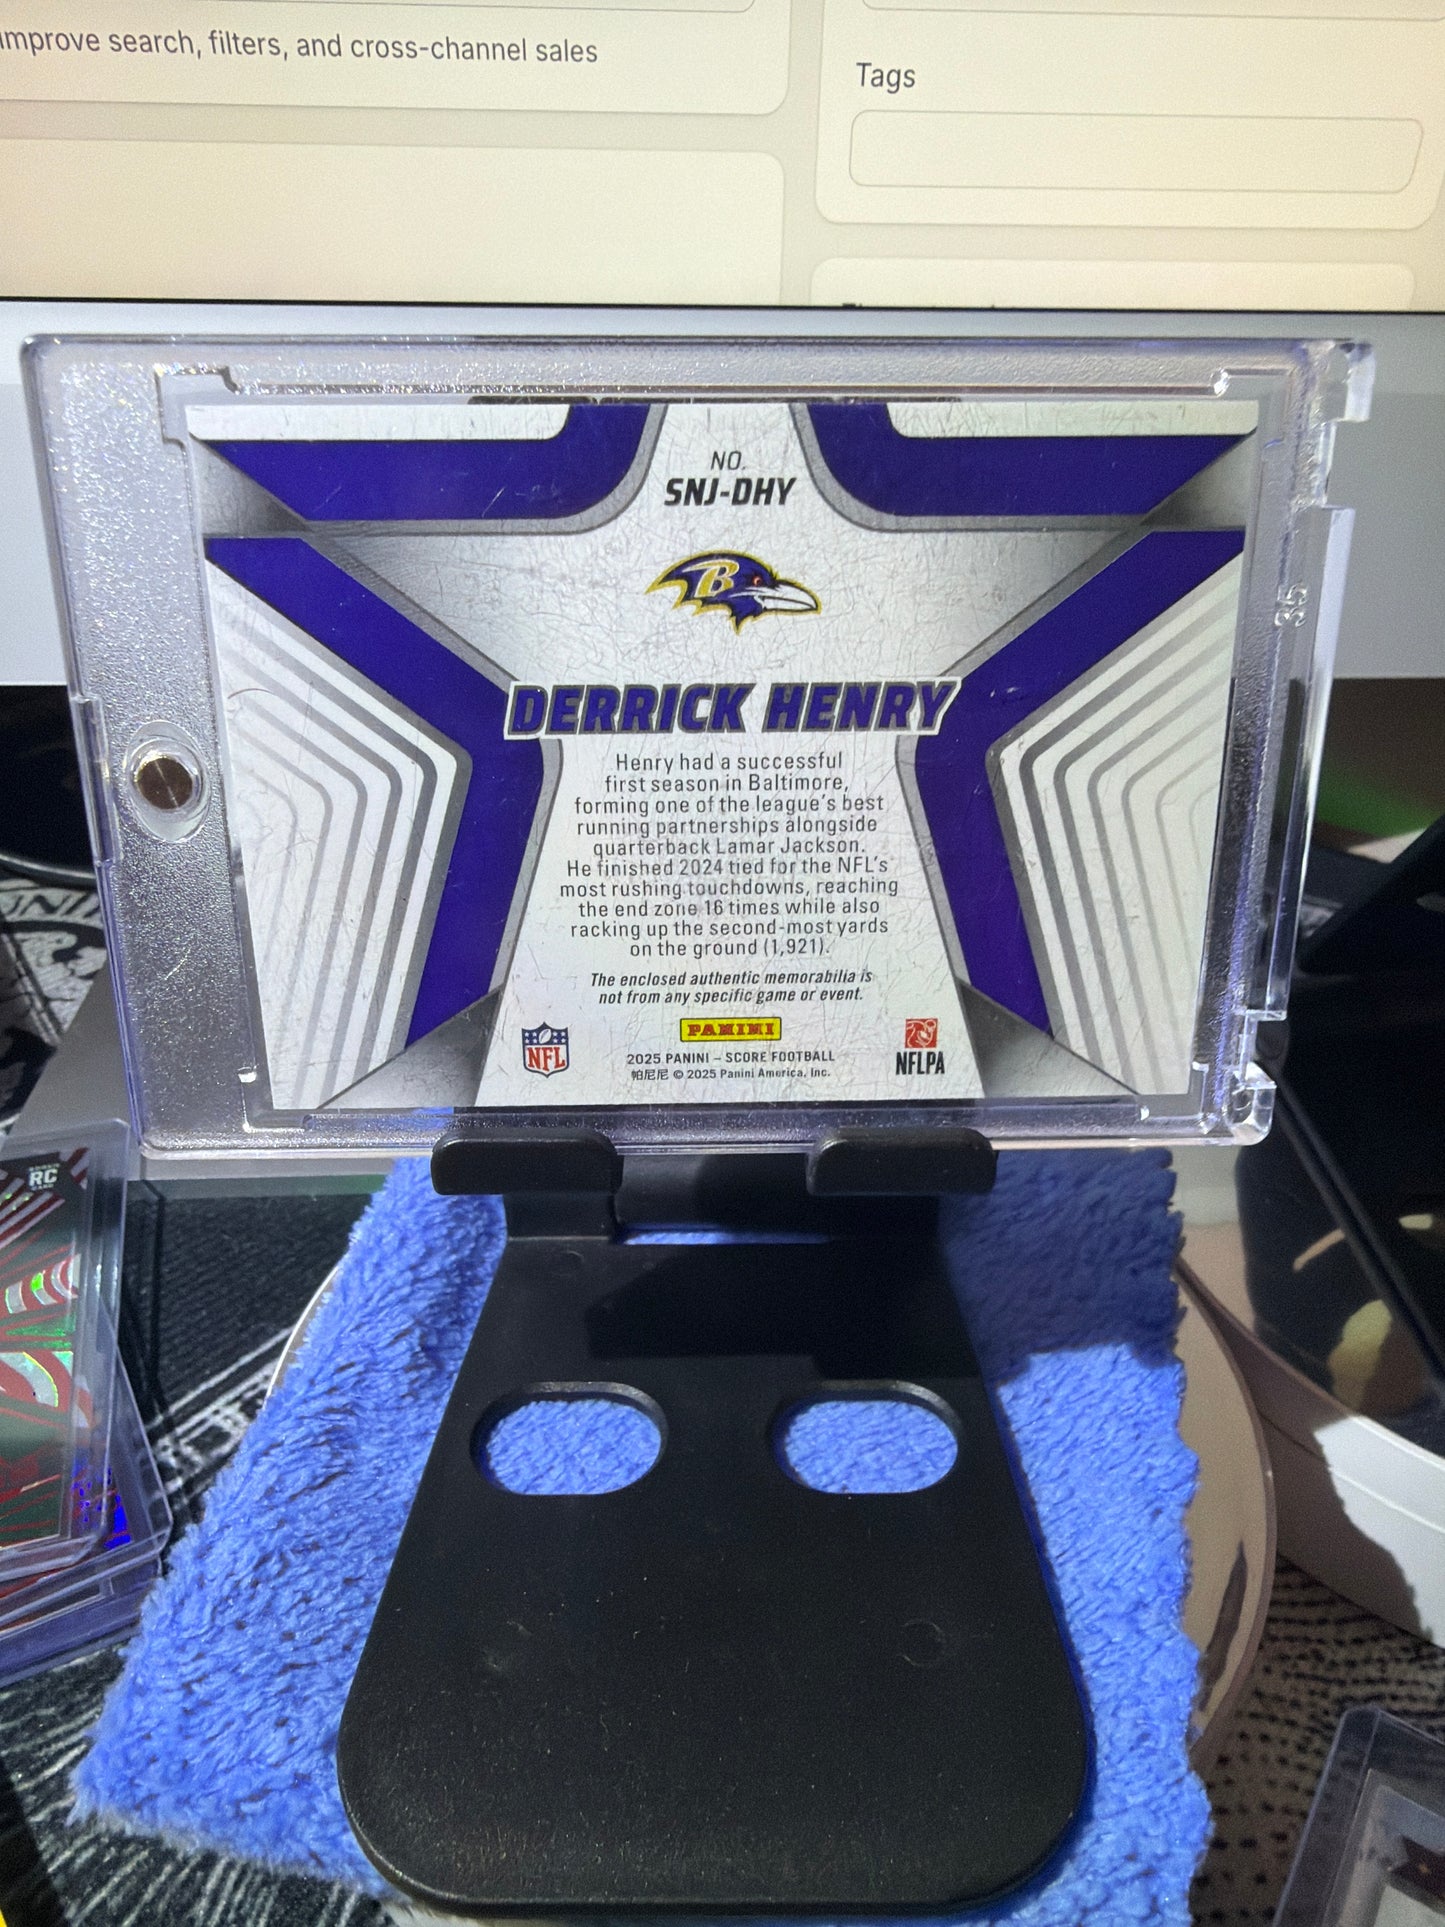 improve search, filters, and cross-channel sales
Tags
NO.
SNJ-DHY
B
DERRICK HENRY
Henry had a successful
first season in Baltimore,
forming one of the league's best
running partnerships alongside
quarterback Lamar Jackson.
He finished 2024 tied for the NFL's
most rushing touchdowns, reaching
the end zone 16 times while also
racking up the second-most yards
on the ground (1,921).
The enclosed authentic memorabilia is
not from any specific game or event.
NFL
PANINI
2025 PANINI – SCORE FOOTBALL
帕尼尼 © 2025 Panini America, Inc.
NFLPA
35
RC